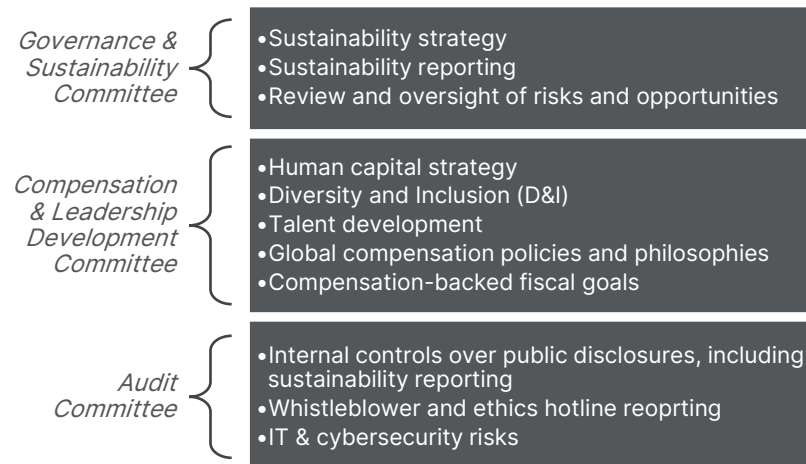 Governance &
Sustainability
Committee
•Sustainability strategy
•Sustainability reporting
•Review and oversight of risks and opportunities
Compensation
& Leadership
Development
Committee
•Human capital strategy
•Diversity and Inclusion (D&I)
•Talent development
•Global compensation policies and philosophies
•Compensation-backed fiscal goals
Audit
Committee
•Internal controls over public disclosures, including
sustainability reporting
•Whistleblower and ethics hotline reoprting
•IT & cybersecurity risks